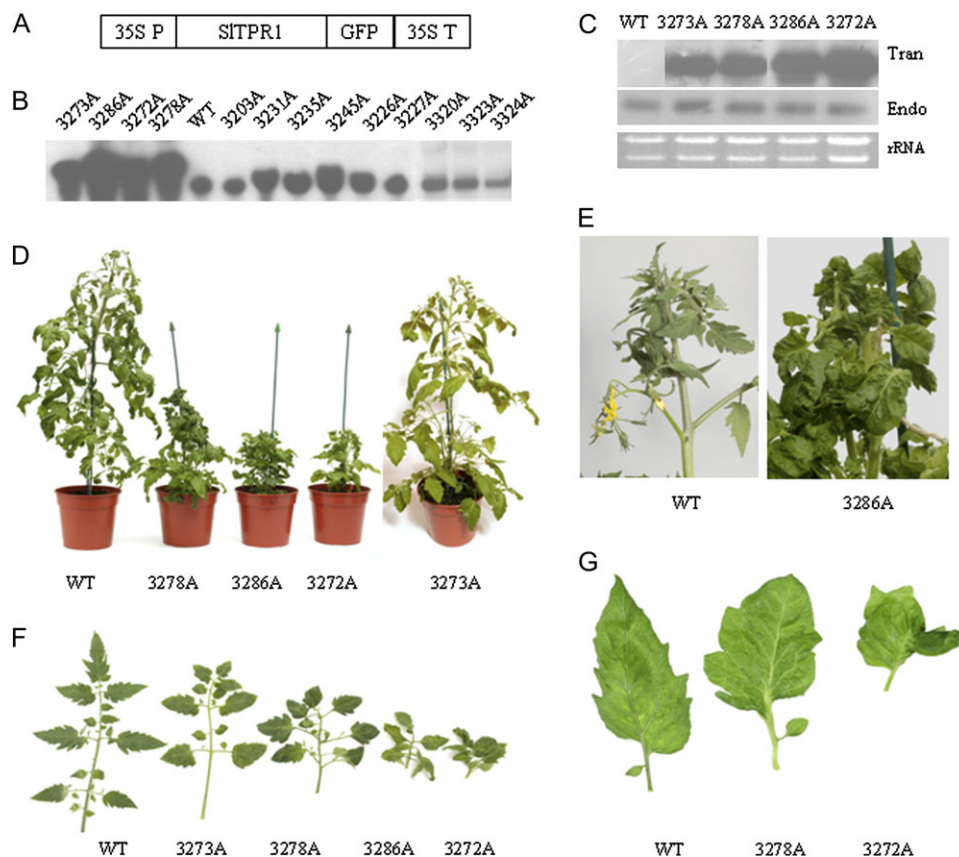 A
35S P SlTPR1 GFP 35S T
B
3273A 3286A 3272A 3278A WT 3203A 3231A 3235A 3245A 3226A 3227A 3320A 3323A 3324A
C
WT 3273A 3278A 3286A 3272A
Tran
Endo
rRNA
D
WT 3278A 3286A 3272A 3273A
E
WT 3286A
F
WT 3273A 3278A 3286A 3272A
G
WT 3278A 3272A